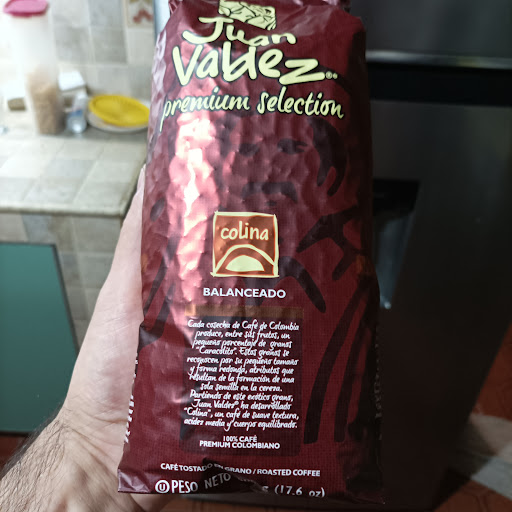 Juan
Valdez®
premium selection
colina
BALANCEADO
Cada cosecha de Café de Colombia
produce, entre sus frutos, un
pequeño porcentaje de granos
"Caracolito". Estos granos se
reconocen por su pequeño tamaño
y forma redonda, atributos que
resultan de la formación de una
sola semilla en la cereza.
Partiendo de este exótico grano,
Juan Valdez® ha desarrollado
"Colina", un café de suave textura,
acidez media y cuerpo equilibrado.
100% CAFÉ
PREMIUM COLOMBIANO
CAFÉ TOSTADO EN GRANO / ROASTED COFFEE
U PESO NETO g (17.6 oz)